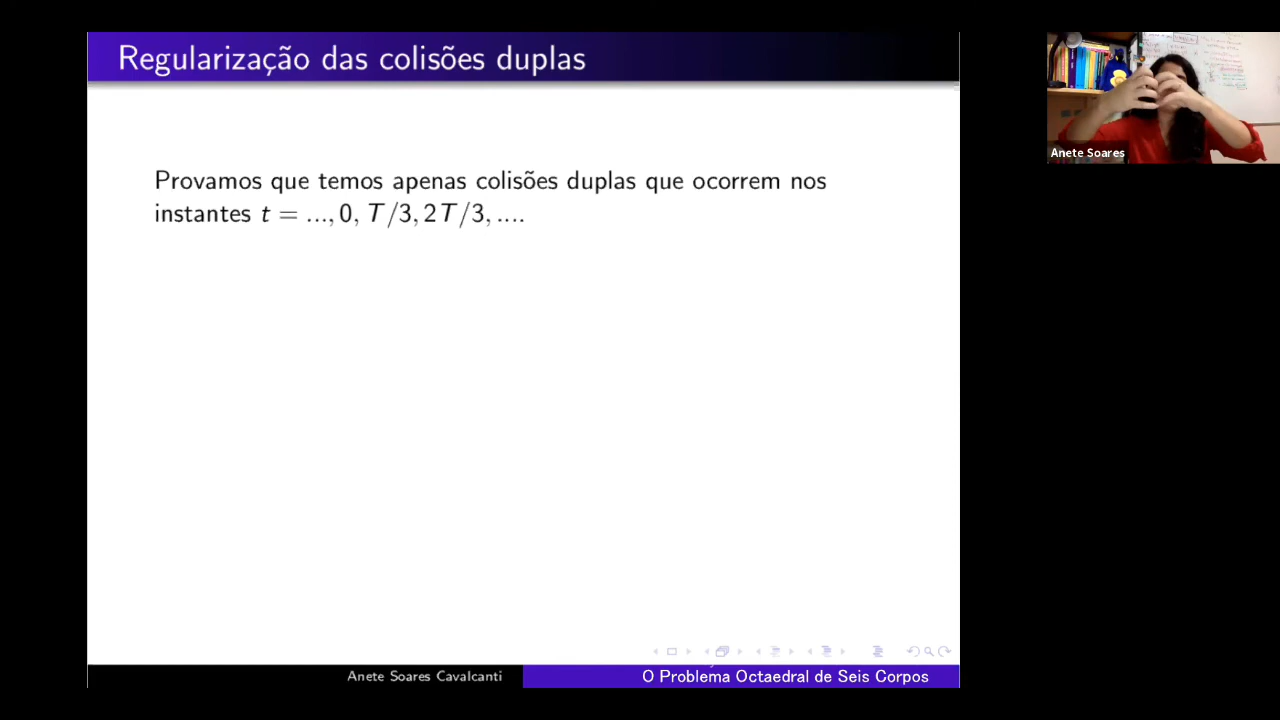 Regularização das colisões duplas
Provamos que temos apenas colisões duplas que ocorrem nos
instantes t = ..., 0, T/3, 2T/3, ....
Anete Soares
Anete Soares Cavalcanti
O Problema Octaedral de Seis Corpos